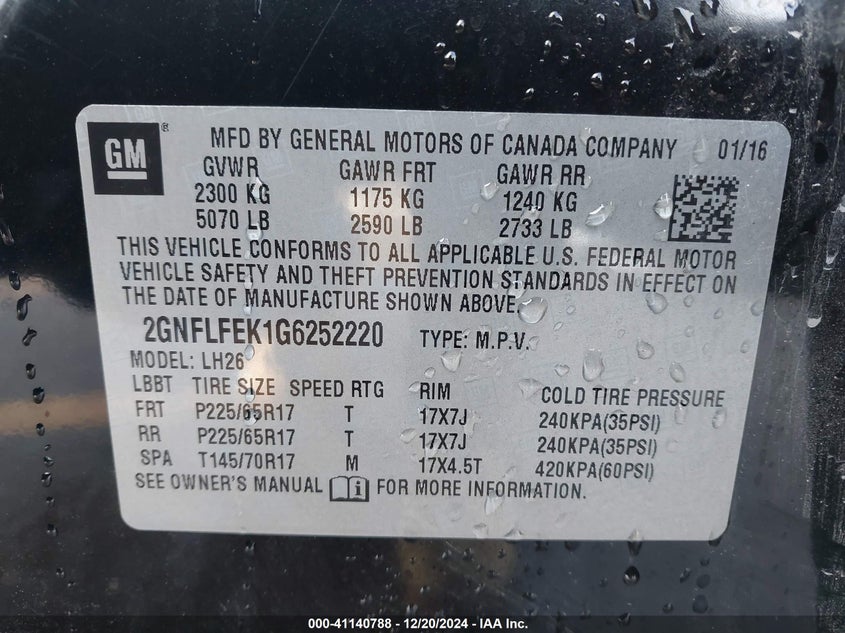 GM ® MFD BY GENERAL MOTORS OF CANADA COMPANY 01/16
GVWR GAWR FRT GAWR RR
2300 KG 1175 KG 1240 KG
5070 LB 2590 LB 2733 LB
THIS VEHICLE CONFORMS TO ALL APPLICABLE U.S. FEDERAL MOTOR
VEHICLE SAFETY AND THEFT PREVENTION STANDARDS IN EFFECT ON
THE DATE OF MANUFACTURE SHOWN ABOVE.
2GNFLFEK1G6252220 TYPE: M.P.V.
MODEL: LH26
LBBT TIRE SIZE SPEED RTG RIM COLD TIRE PRESSURE
FRT P225/65R17 T 17X7J 240KPA(35PSI)
RR P225/65R17 T 17X7J 240KPA(35PSI)
SPA T145/70R17 M 17X4.5T 420KPA(60PSI)
SEE OWNER'S MANUAL FOR MORE INFORMATION.
000-41140788 - 12/20/2024 - IAA Inc.